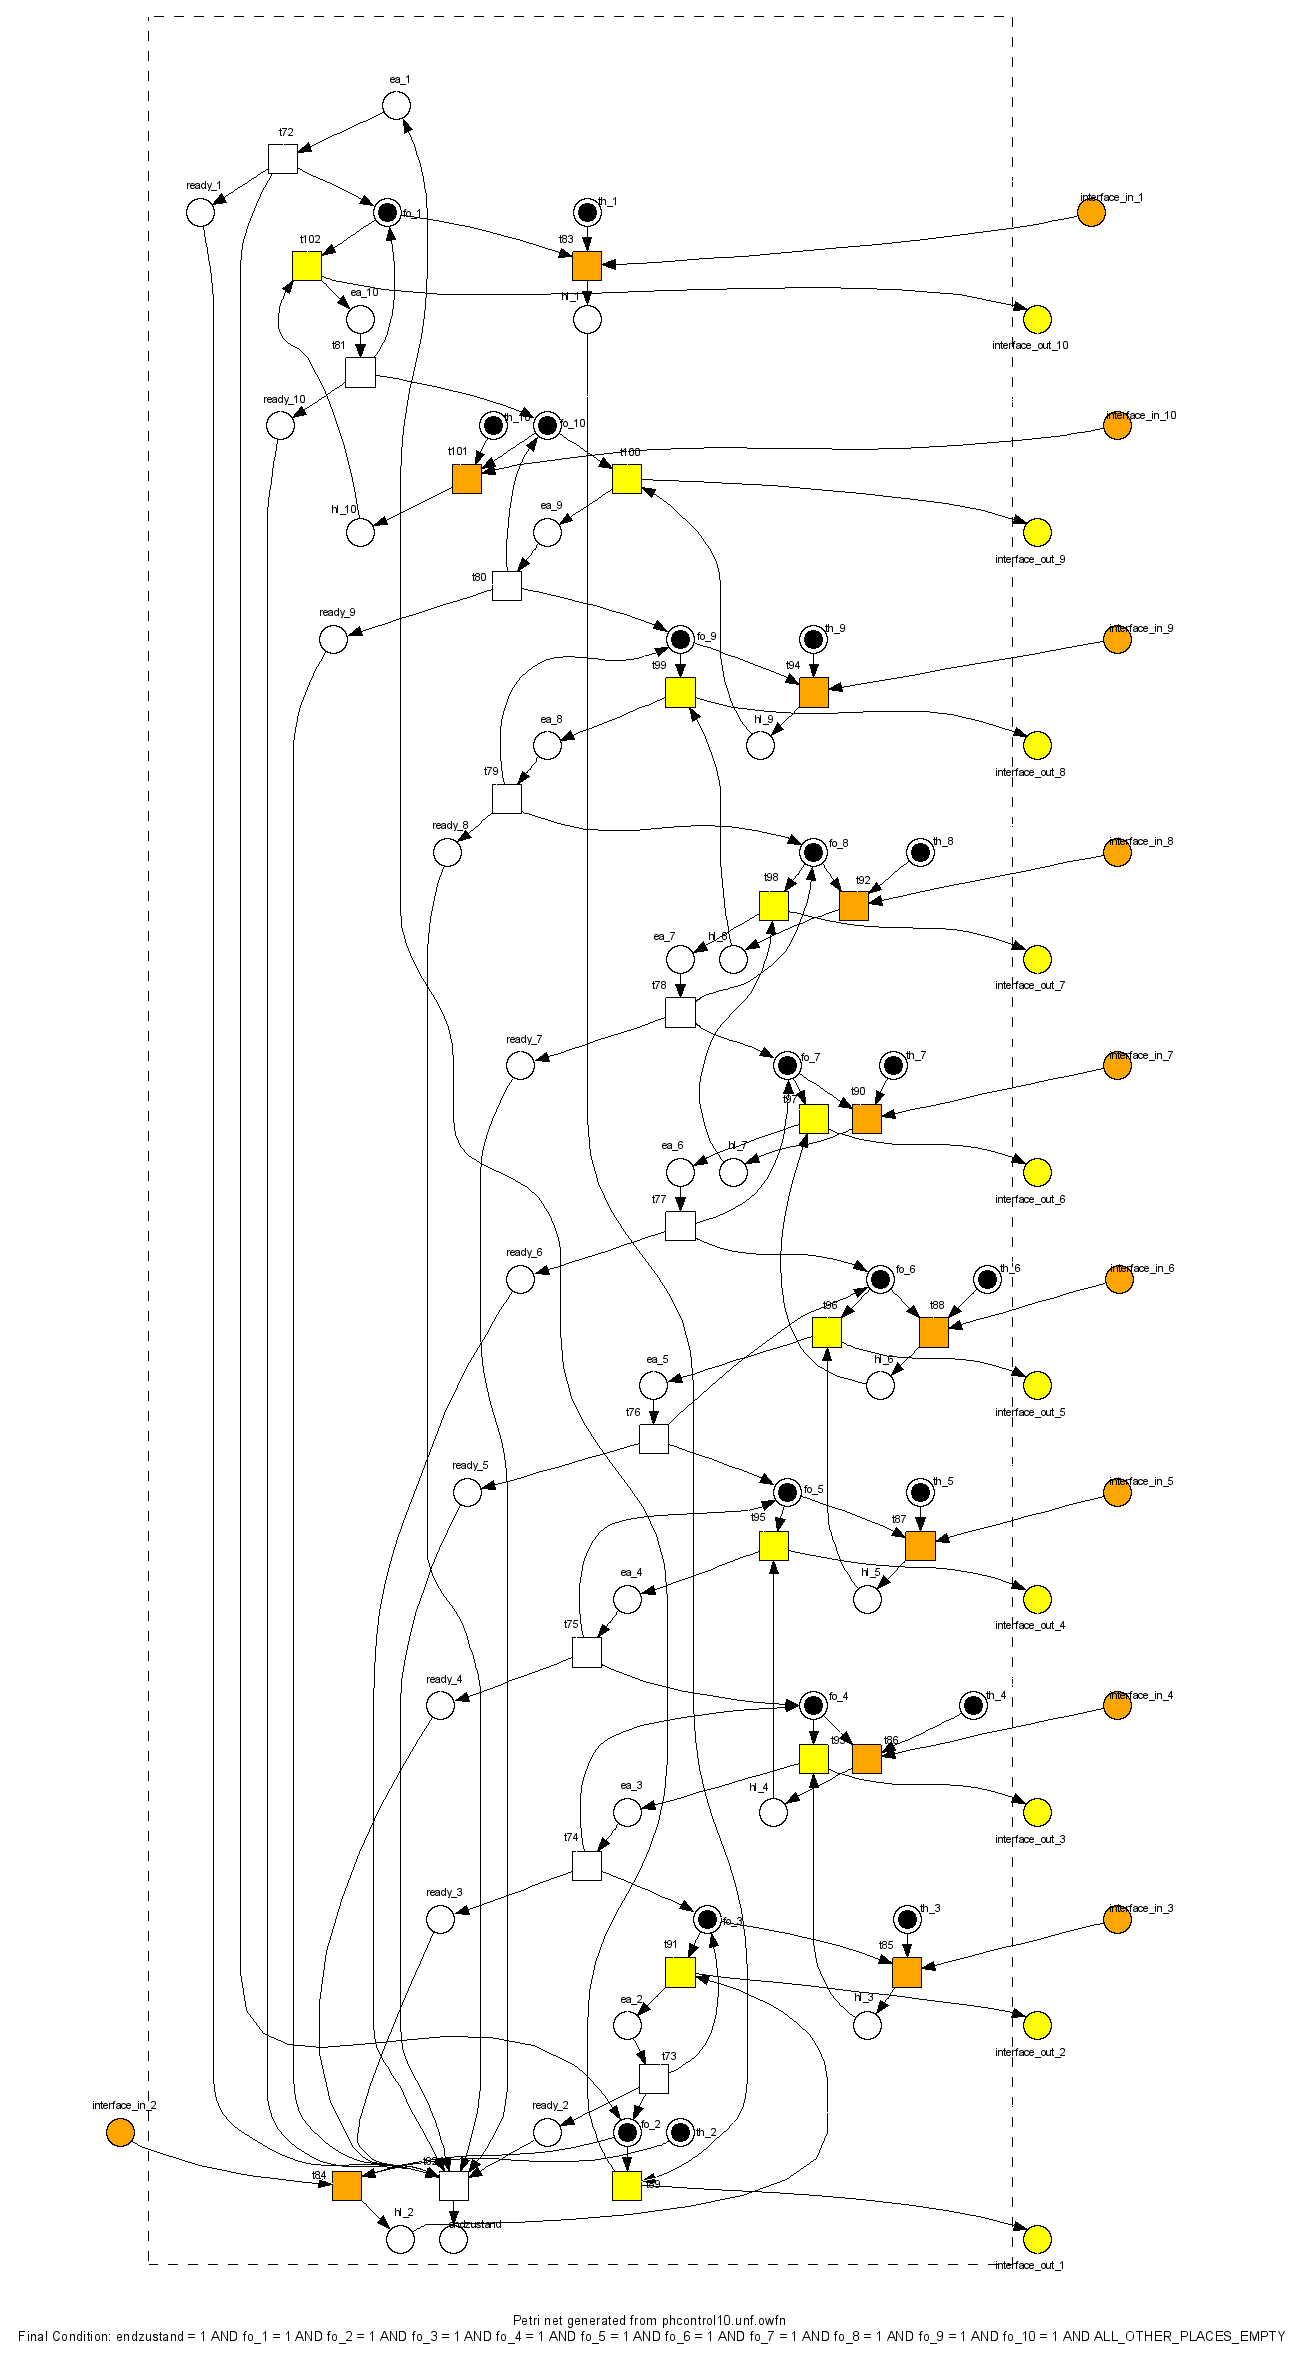 ea_1
t72
ready_1
fo_1
th_1
interface_in_1
t102
t83
ea_10
hl_1
t81
interface_out_10
ready_10
th_10
fo_10
interface_in_10
t101
t100
hl_10
ea_9
interface_out_9
t80
ready_9
fo_9
th_9
interface_in_9
t99
t94
ea_8
hl_9
t79
interface_out_8
ready_8
fo_8
th_8
interface_in_8
t98
t92
ea_7
hl_8
t78
interface_out_7
ready_7
fo_7
th_7
interface_in_7
t97
t90
ea_6
hl_7
t77
interface_out_6
ready_6
fo_6
th_6
interface_in_6
t96
t88
ea_5
hl_6
t76
interface_out_5
ready_5
fo_5
th_5
interface_in_5
t95
t87
ea_4
hl_5
t75
interface_out_4
ready_4
fo_4
th_4
interface_in_4
t93
t86
ea_3
hl_4
t74
interface_out_3
ready_3
fo_3
th_3
interface_in_3
t91
t85
ea_2
hl_3
t73
interface_out_2
interface_in_2
ready_2
fo_2
th_2
t84
t82
t89
hl_2
endzustand
interface_out_1
Petri net generated from phcontrol10.unf.owfn
Final Condition: endzustand = 1 AND fo_1 = 1 AND fo_2 = 1 AND fo_3 = 1 AND fo_4 = 1 AND fo_5 = 1 AND fo_6 = 1 AND fo_7 = 1 AND fo_8 = 1 AND fo_9 = 1 AND fo_10 = 1 AND ALL_OTHER_PLACES_EMPTY